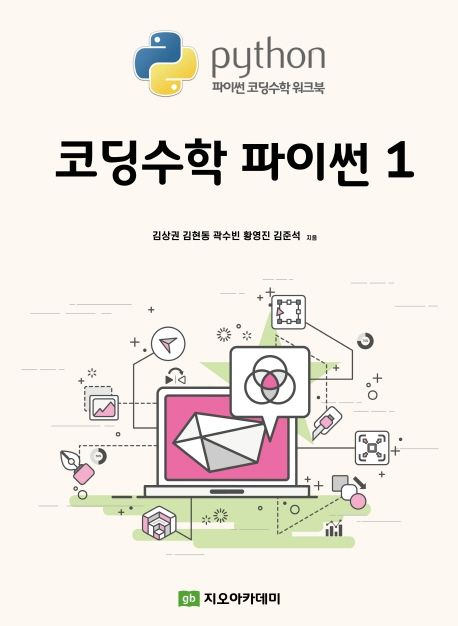 python
파이썬 코딩수학 워크북
코딩수학 파이썬 1
김상권 김현동 곽수빈 황영진 김준석 지음
gb 지오아카데미